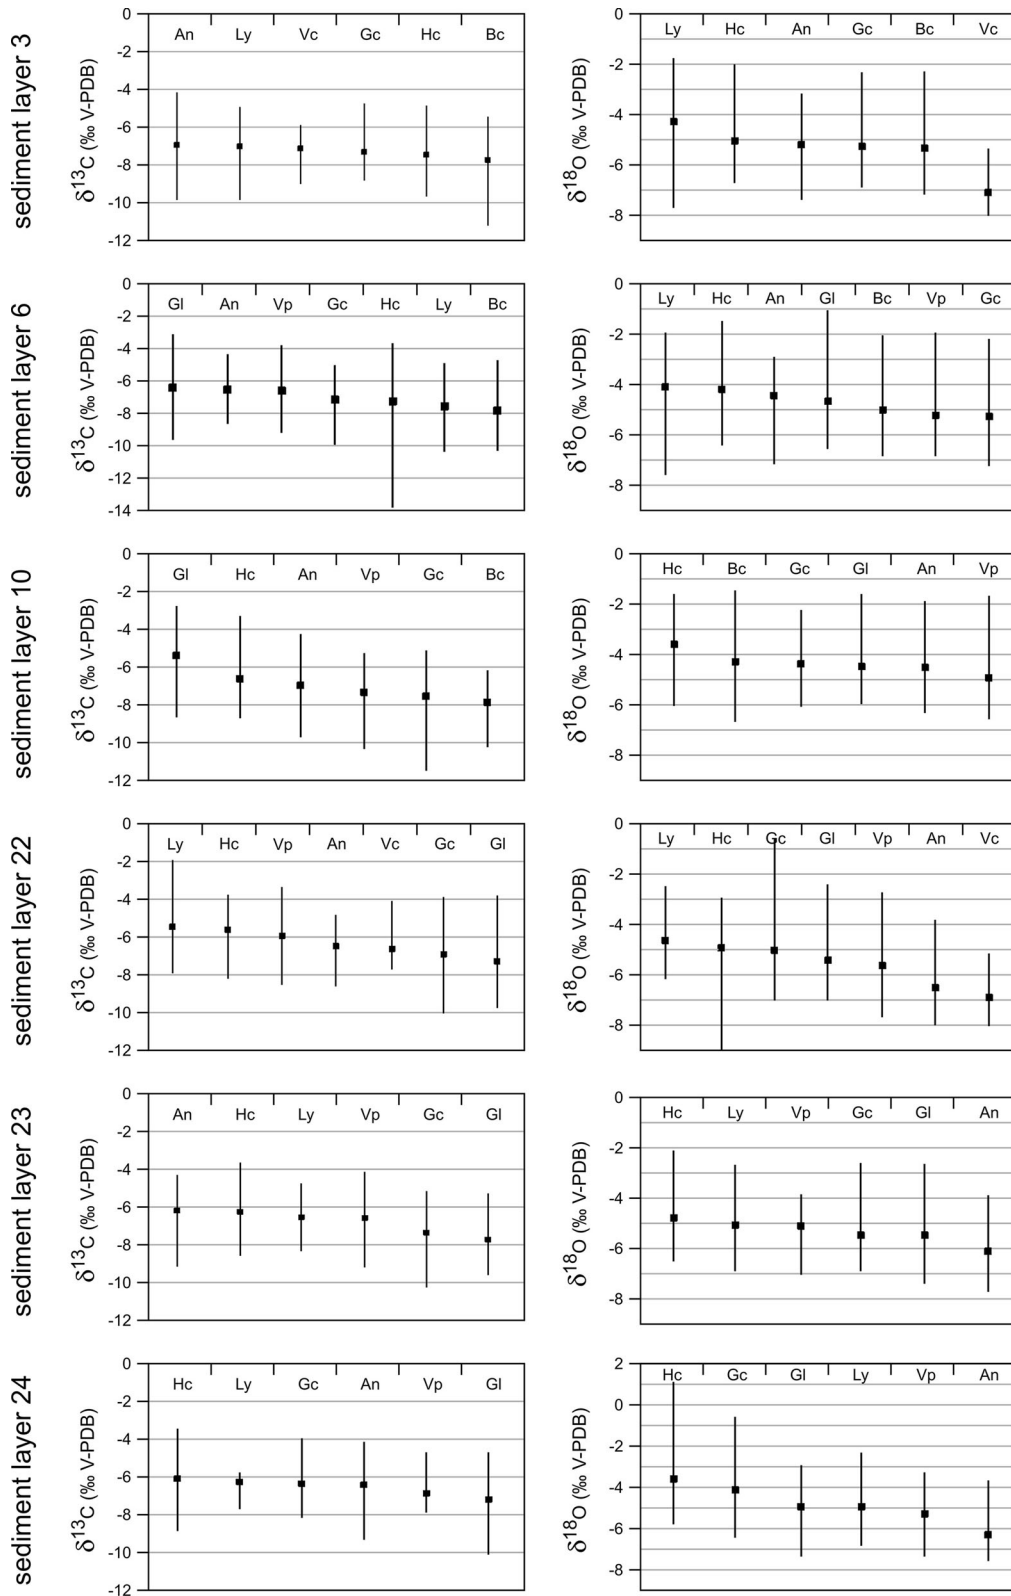 sediment layer 3
δ13C (‰ V-PDB)
0
-2
-4
-6
-8
-10
-12
An Ly Vc Gc Hc Bc
δ18O (‰ V-PDB)
0
-2
-4
-6
-8
Ly Hc An Gc Bc Vc
sediment layer 6
δ13C (‰ V-PDB)
0
-2
-4
-6
-8
-10
-12
-14
Gl An Vp Gc Hc Ly Bc
δ18O (‰ V-PDB)
0
-2
-4
-6
-8
Ly Hc An Gl Bc Vp Gc
sediment layer 10
δ13C (‰ V-PDB)
0
-2
-4
-6
-8
-10
-12
Gl Hc An Vp Gc Bc
δ18O (‰ V-PDB)
0
-2
-4
-6
-8
Hc Bc Gc Gl An Vp
sediment layer 22
δ13C (‰ V-PDB)
0
-2
-4
-6
-8
-10
-12
Ly Hc Vp An Vc Gc Gl
δ18O (‰ V-PDB)
0
-2
-4
-6
-8
Ly Hc Gc Gl Vp An Vc
sediment layer 23
δ13C (‰ V-PDB)
0
-2
-4
-6
-8
-10
-12
An Hc Ly Vp Gc Gl
δ18O (‰ V-PDB)
0
-2
-4
-6
-8
Hc Ly Vp Gc Gl An
sediment layer 24
δ13C (‰ V-PDB)
0
-2
-4
-6
-8
-10
-12
Hc Ly Gc An Vp Gl
δ18O (‰ V-PDB)
2
0
-2
-4
-6
-8
Hc Gc Gl Ly Vp An